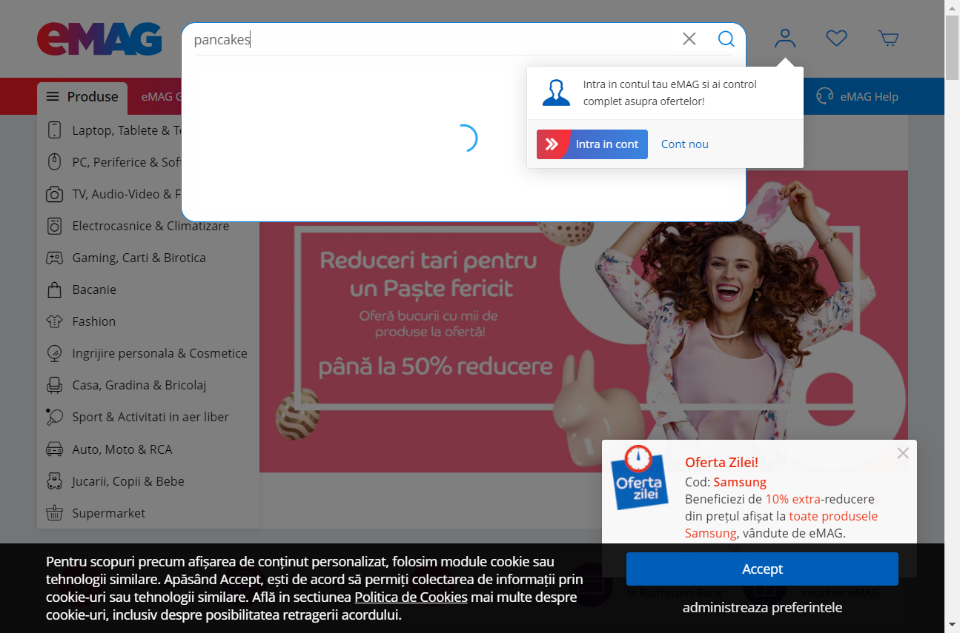 eMAG
pancakes
Produse
eMAG G
eMAG Help
Intra in contul tau eMAG si ai control
complet asupra ofertelor!
Intra in cont
Cont nou
Laptop, Tablete & Te
PC, Periferice & Soft
TV, Audio-Video & F
Electrocasnice & Climatizare
Gaming, Carti & Birotica
Bacanie
Fashion
Ingrijire personala & Cosmetice
Casa, Gradina & Bricolaj
Sport & Activitati in aer liber
Auto, Moto & RCA
Jucarii, Copii & Bebe
Supermarket
Reduceri tari pentru
un Paște fericit
Oferă bucurii cu mii de
produse la ofertă!
până la 50% reducere
Oferta
zilei
Oferta Zilei!
Cod: Samsung
Beneficiezi de 10% extra-reducere
din prețul afișat la toate produsele
Samsung, vândute de eMAG.
Pentru scopuri precum afișarea de conținut personalizat, folosim module cookie sau
tehnologii similare. Apăsând Accept, ești de acord să permiți colectarea de informații prin
cookie-uri sau tehnologii similare. Află in sectiunea Politica de Cookies mai multe despre
cookie-uri, inclusiv despre posibilitatea retragerii acordului.
Accept
administreaza preferintele
la Raiffeisen Bank
voucher eMAG